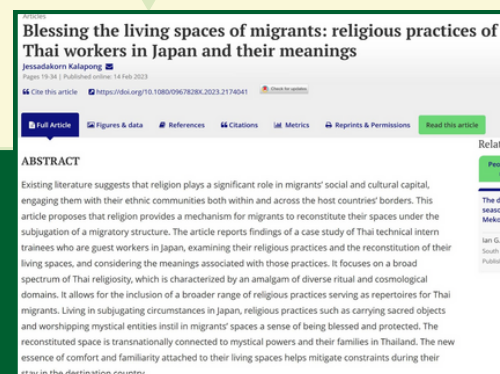 Articles
Blessing the living spaces of migrants: religious practices of
Thai workers in Japan and their meanings
Jessadakorn Kalapong
Pages 19-34 | Published online: 14 Feb 2023
Cite this article https://doi.org/10.1080/0967828X.2023.2174041 Check for updates
Full Article Figures & data References Citations Metrics Reprints & Permissions Read this article
Relat
Peo
ABSTRACT
The d
seaso
Meko
Existing literature suggests that religion plays a significant role in migrants' social and cultural capital,
engaging them with their ethnic communities both within and across the host countries' borders. This
article proposes that religion provides a mechanism for migrants to reconstitute their spaces under the
subjugation of a migratory structure. The article reports findings of a case study of Thai technical intern
trainees who are guest workers in Japan, examining their religious practices and the reconstitution of their
living spaces, and considering the meanings associated with those practices. It focuses on a broad
spectrum of Thai religiosity, which is characterized by an amalgam of diverse ritual and cosmological
domains. It allows for the inclusion of a broader range of religious practices serving as repertoires for Thai
migrants. Living in subjugating circumstances in Japan, religious practices such as carrying sacred objects
and worshipping mystical entities instil in migrants' spaces a sense of being blessed and protected. The
reconstituted space is transnationally connected to mystical powers and their families in Thailand. The new
essence of comfort and familiarity attached to their living spaces helps mitigate constraints during their
stay in the destination country.
Ian G.
South
Publis